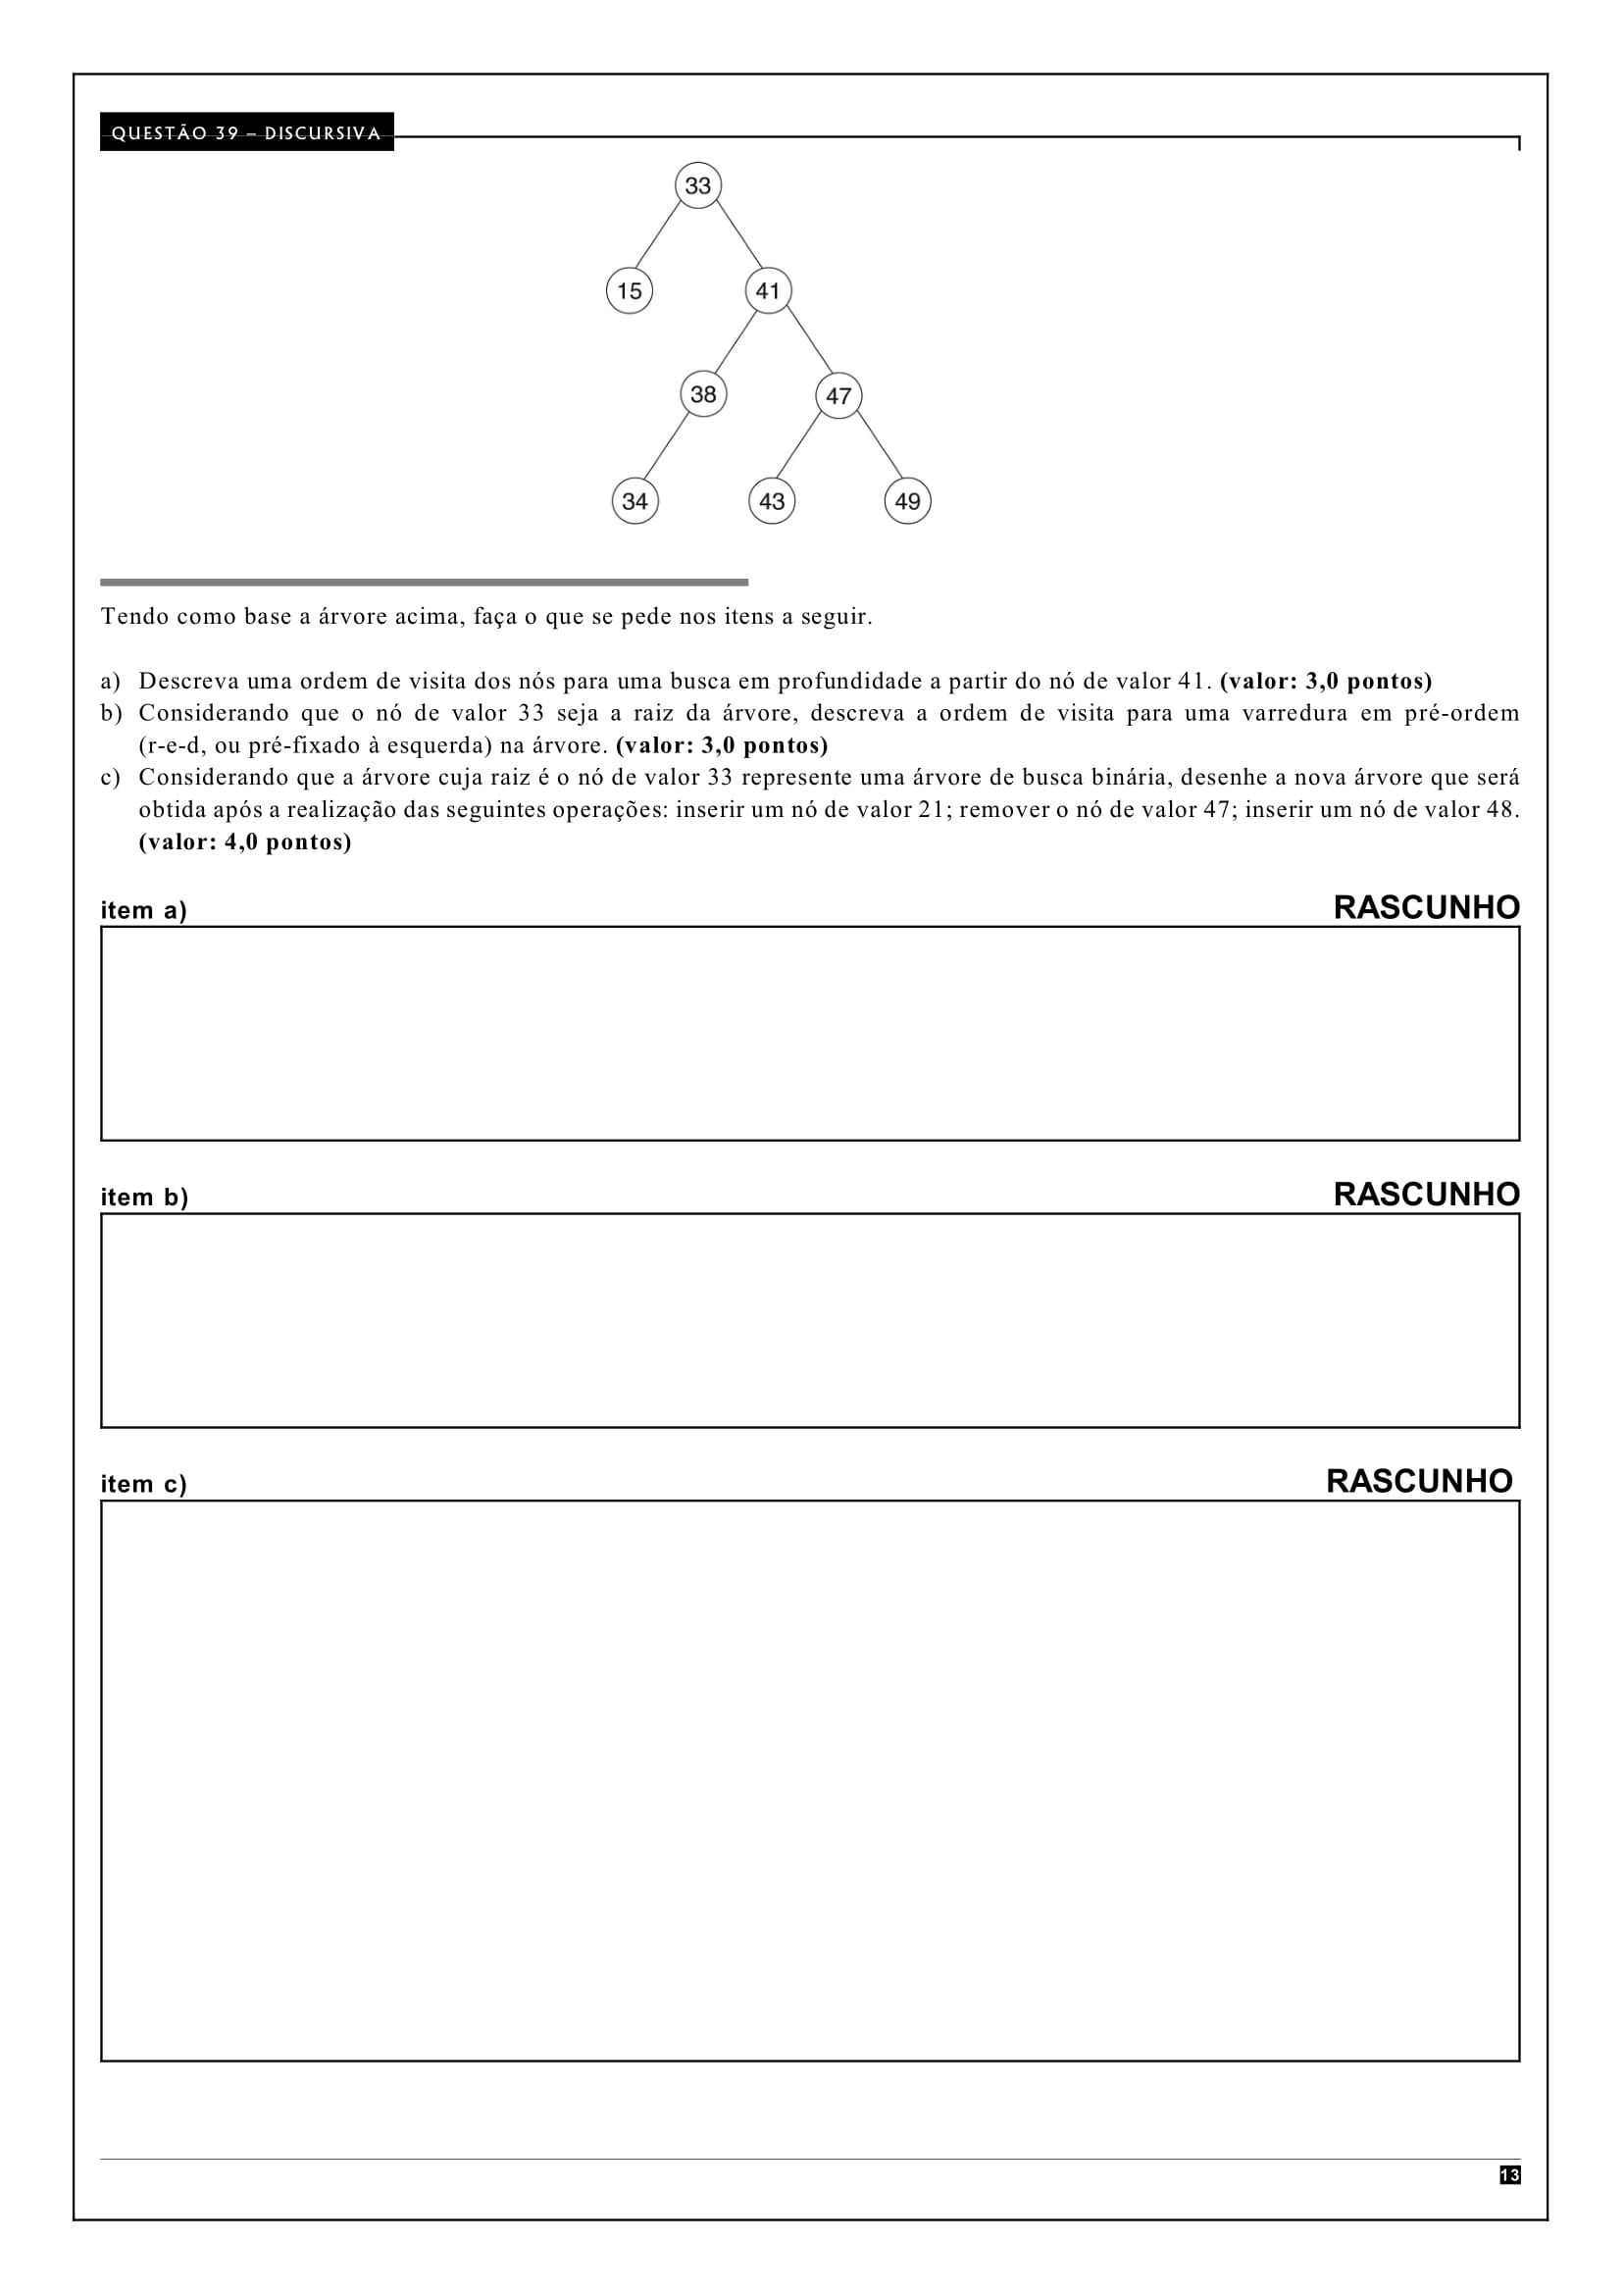 QUESTÃO 39 – DISCURSIVA
33
15
41
38
47
34
43
49
Tendo como base a árvore acima, faça o que se pede nos itens a seguir.
a) Descreva uma ordem de visita dos nós para uma busca em profundidade a partir do nó de valor 41. (valor: 3,0 pontos)
b) Considerando que o nó de valor 33 seja a raiz da árvore, descreva a ordem de visita para uma varredura em pré-ordem
(r-e-d, ou pré-fixado à esquerda) na árvore. (valor: 3,0 pontos)
c) Considerando que a árvore cuja raiz é o nó de valor 33 represente uma árvore de busca binária, desenhe a nova árvore que será
obtida após a realização das seguintes operações: inserir um nó de valor 21; remover o nó de valor 47; inserir um nó de valor 48.
(valor: 4,0 pontos)
item a) RASCUNHO
item b) RASCUNHO
item c) RASCUNHO
13